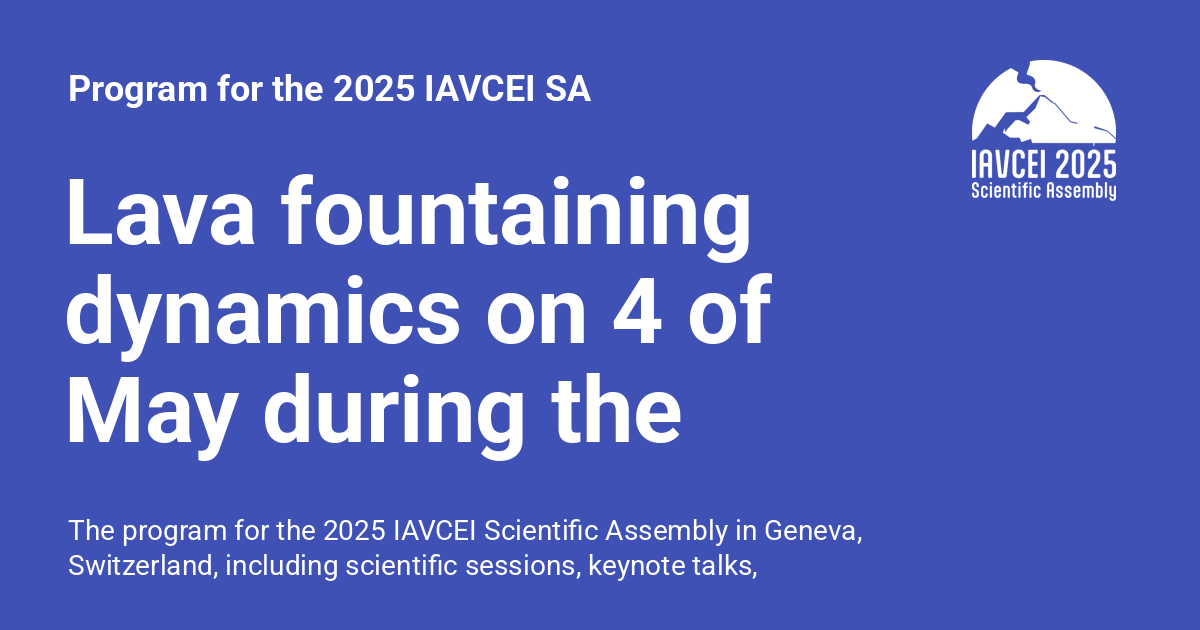 Program for the 2025 IAVCEI SA
IAVCEI 2025
Scientific Assembly
Lava fountaining
dynamics on 4 of
May during the
The program for the 2025 IAVCEI Scientific Assembly in Geneva,
Switzerland, including scientific sessions, keynote talks,